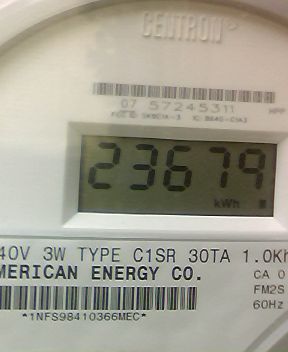 CENTRON
07 57245311
23679
kWh
40V 3W TYPE C1SR 30TA 1.0Kh
MERICAN ENERGY CO.
CA 0
FM2S
60Hz
*1NFS98410366MEC*